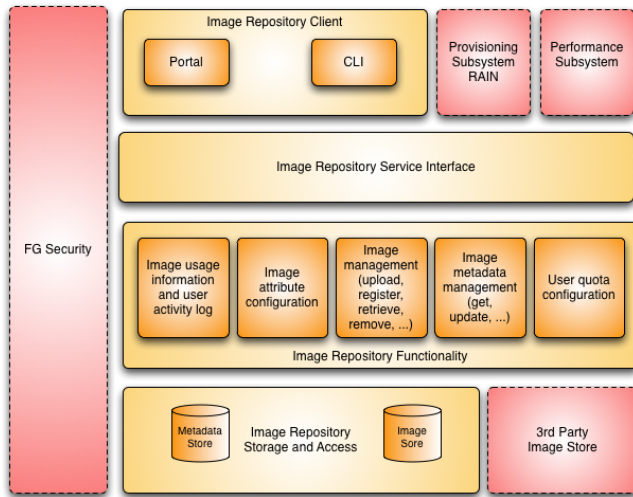 Image Repository Client
Portal
CLI
Provisioning
Subsystem
RAIN
Performance
Subsystem
Image Repository Service Interface
FG Security
Image usage
information
and user
activity log
Image
attribute
configuration
Image
management
(upload,
register,
retrieve,
remove, ...)
Image
metadata
management
(get,
update, ...)
User quota
configuration
Image Repository Functionality
Metadata
Store
Image Repository
Storage and Access
Image
Sore
3rd Party
Image Store